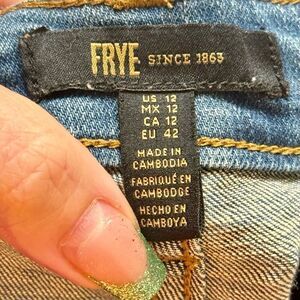 FRYE SINCE 1863
US 12
MX 12
CA 12
EU 42
MADE IN
CAMBODIA
FABRIQUÉ EN
CAMBODGE
HECHO EN
CAMBOYA